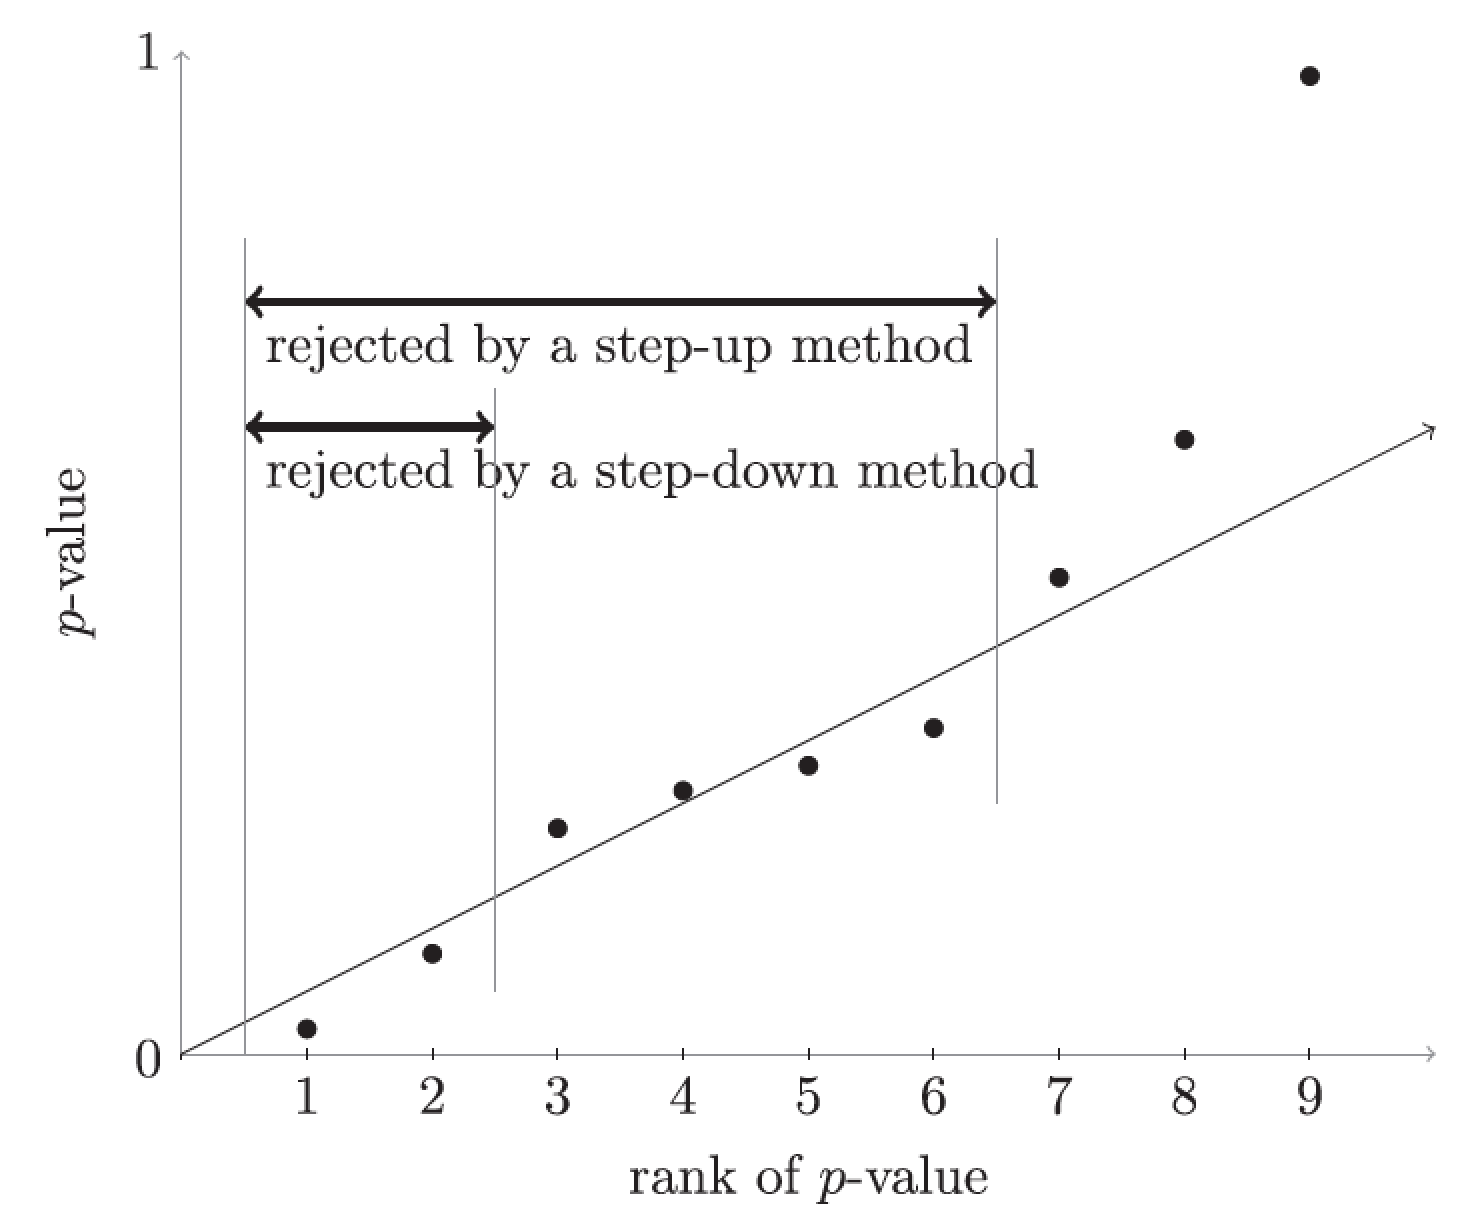 1
rejected by a step-up method
rejected by a step-down method
p-value
0
1 2 3 4 5 6 7 8 9
rank of p-value